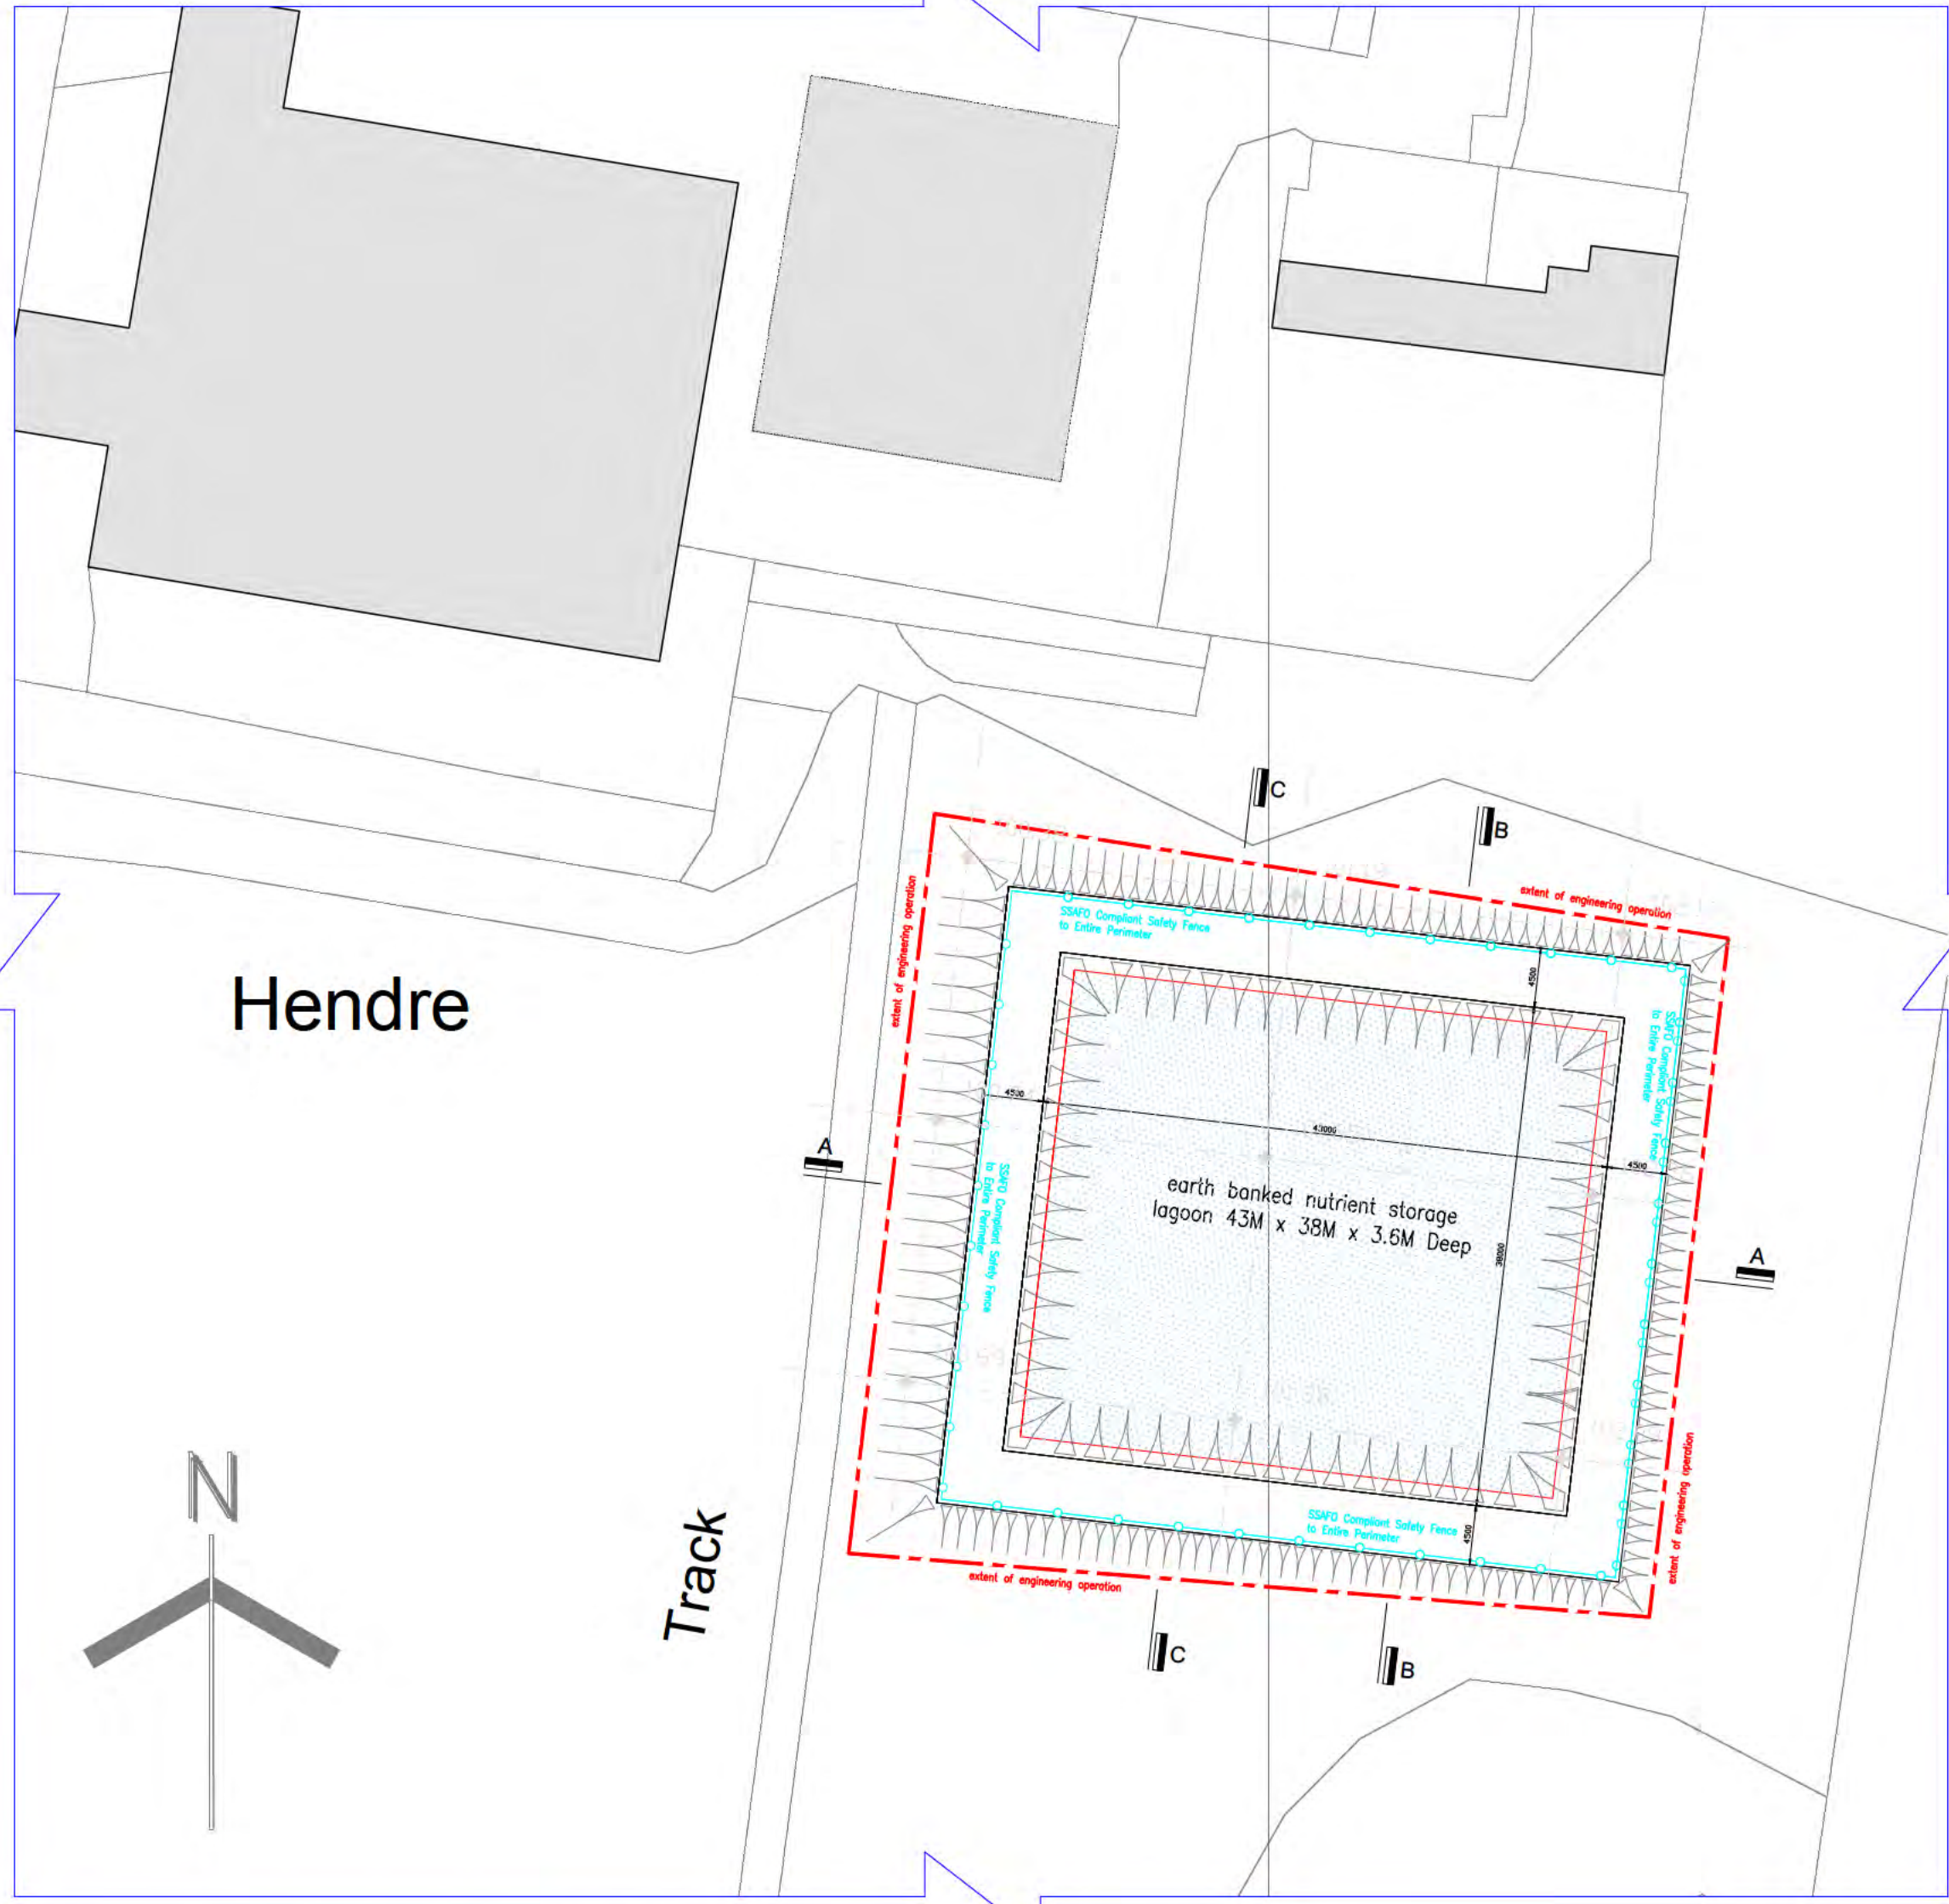 C
B
extent of engineering operation
extent of engineering operation
SSAFO Compliant Safety Fence
to Entire Perimeter
4500
SSAFO Compliant Safety Fence
to Entire Perimeter
Hendre
4500
43000
4500
A
SSAFO Compliant Safety Fence
to Entire Perimeter
earth banked nutrient storage
lagoon 43M x 38M x 3.6M Deep
38000
A
N
Track
SSAFO Compliant Safety Fence
to Entire Perimeter
4500
extent of engineering operation
extent of engineering operation
C
B